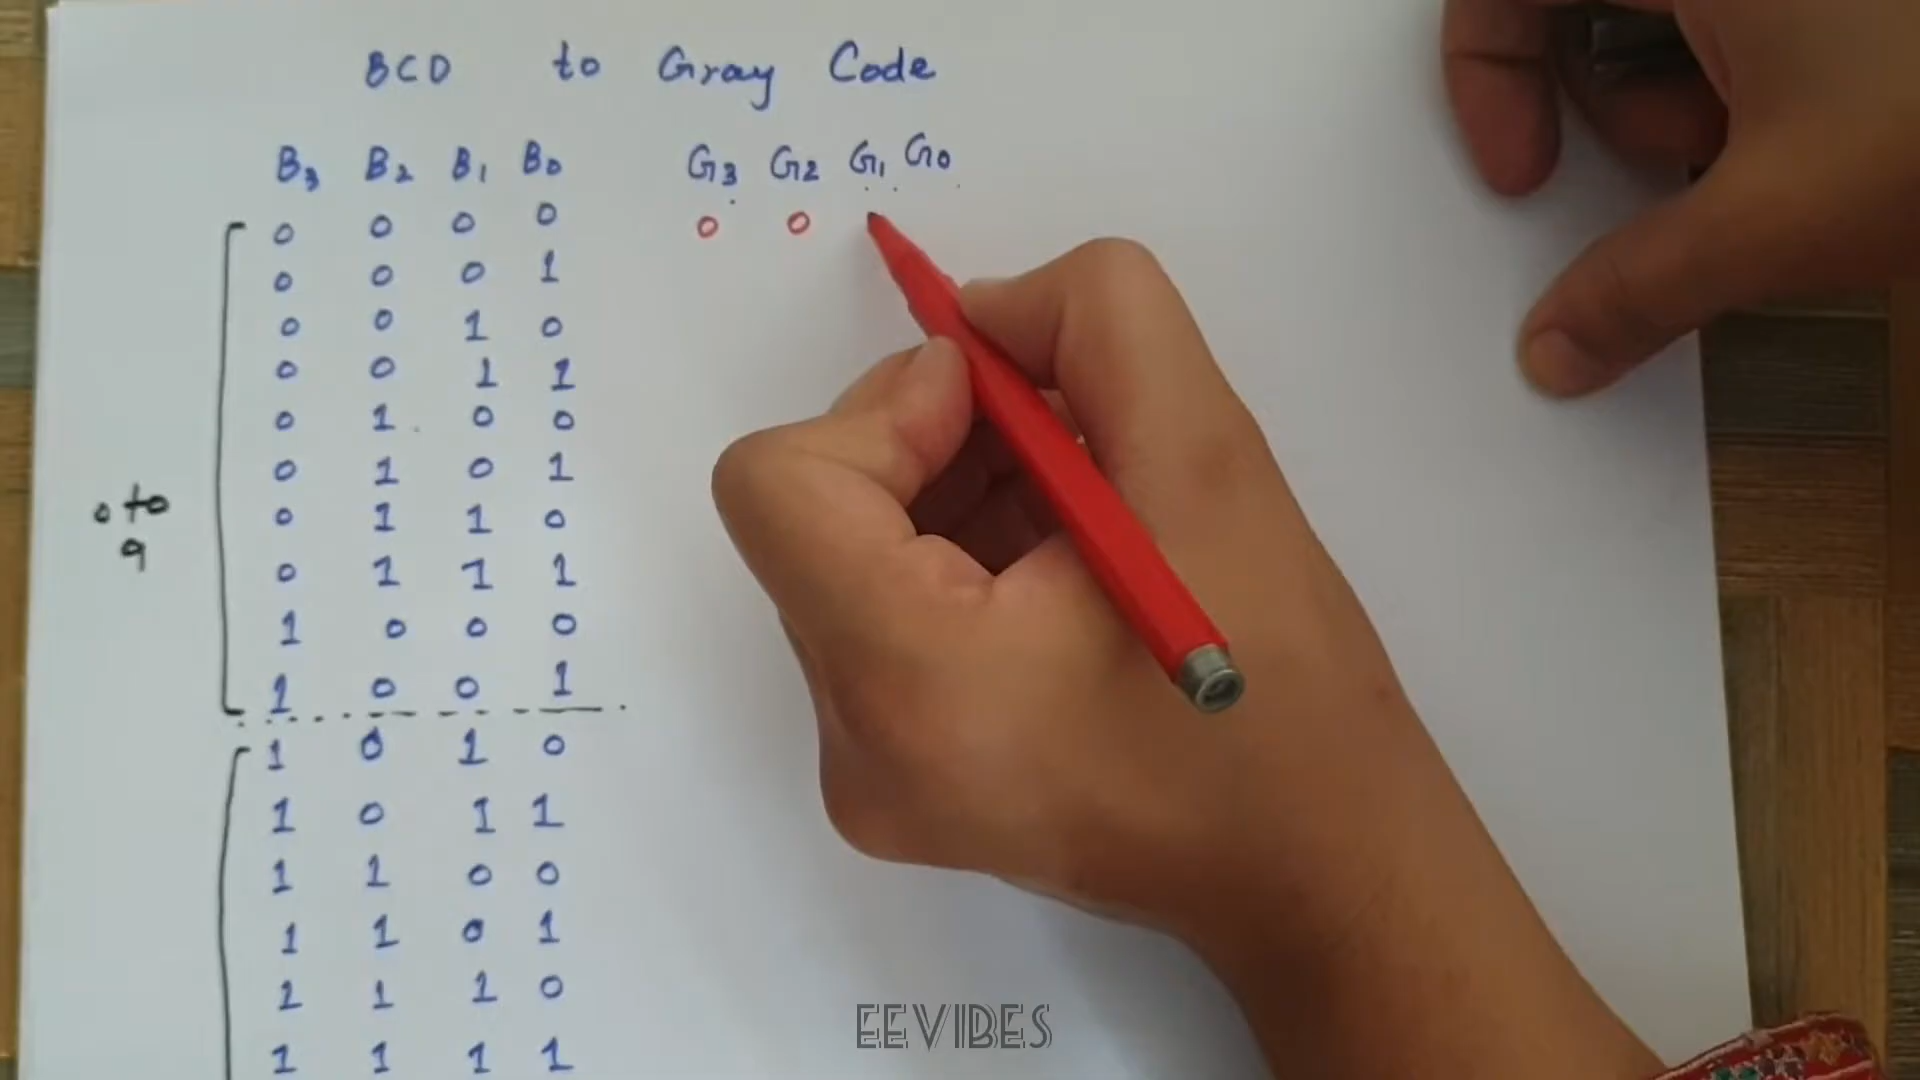 BCD to Gray Code
B3 B2 B1 B0 G3 G2 G1 G0
0 0 0 0 0 0
0 0 0 1
0 0 1 0
0 0 1 1
0 1 0 0
0 1 0 1
0 to
9
0 1 1 0
0 1 1 1
1 0 0 0
1 0 0 1
1 0 1 0
1 0 1 1
1 1 0 0
1 1 0 1
1 1 1 0
1 1 1 1
EEVIBES